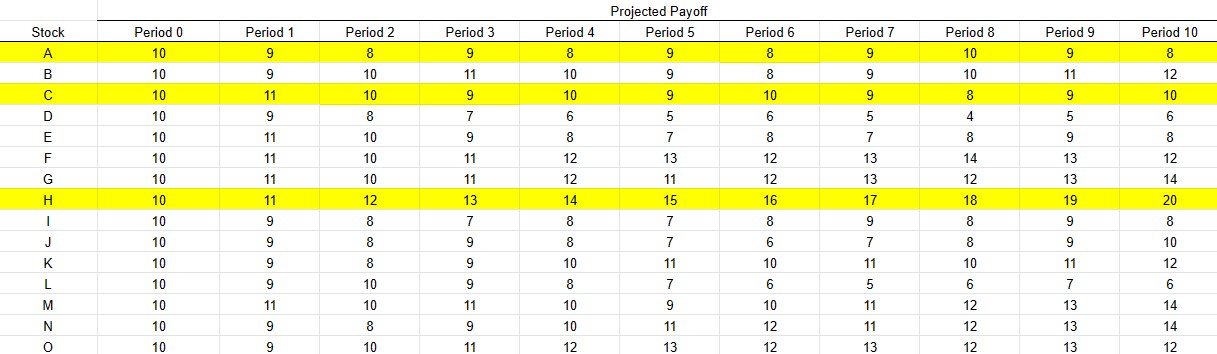 Projected Payoff
Stock Period 0 Period 1 Period 2 Period 3 Period 4 Period 5 Period 6 Period 7 Period 8 Period 9 Period 10
A 10 9 8 9 8 9 8 9 10 9 8
B 10 9 10 11 10 9 8 9 10 11 12
C 10 11 10 9 10 9 10 9 8 9 10
D 10 9 8 7 6 5 6 5 4 5 6
E 10 11 10 9 8 7 8 7 8 9 8
F 10 11 10 11 12 13 12 13 14 13 12
G 10 11 10 11 12 11 12 13 12 13 14
H 10 11 12 13 14 15 16 17 18 19 20
I 10 9 8 7 8 7 8 9 8 9 8
J 10 9 8 9 8 7 6 7 8 9 10
K 10 9 8 9 10 11 10 11 10 11 12
L 10 9 10 9 8 7 6 5 6 7 6
M 10 11 10 11 10 9 10 11 12 13 14
N 10 9 8 9 10 11 12 11 12 13 14
O 10 9 10 11 12 13 12 13 12 13 12